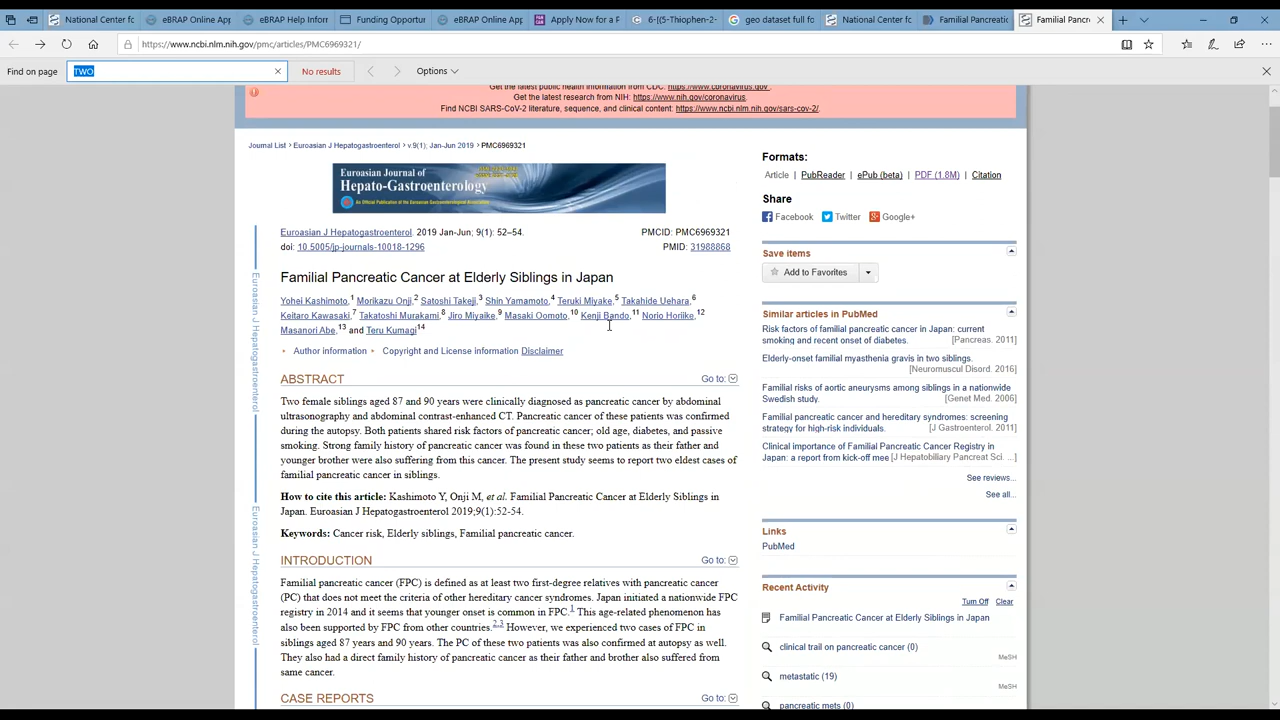 National Center fo
eBRAP Online App
eBRAP Help Inforr
Funding Opportur
eBRAP Online App
Apply Now for a F
6-[(5-Thiophen-2-
geo dataset full fo
National Center fo
Familial Pancreatic
Familial Pancr
https://www.ncbi.nlm.nih.gov/pmc/articles/PMC6969321/
Find on page
TWO
No results
Options
Get the latest public health information from CDC: https://www.coronavirus.gov .
Get the latest research from NIH: https://www.nih.gov/coronavirus.
Find NCBI SARS-CoV-2 literature, sequence, and clinical content: https://www.ncbi.nlm.nih.gov/sars-cov-2/.
Journal List > Euroasian J Hepatogastroenterol > v.9(1); Jan-Jun 2019 > PMC6969321
Euroasian Journal of
Hepato-Gastroenterology
An Official Publication of the Euroasian Gastroenterological Association
Euroasian J Hepatogastroenterol. 2019 Jan-Jun; 9(1): 52–54.
PMCID: PMC6969321
doi: 10.5005/jp-journals-10018-1296
PMID: 31988868
Familial Pancreatic Cancer at Elderly Siblings in Japan
Yohei Kashimoto,1 Morikazu Onji,2 Satoshi Takeji,3 Shin Yamamoto,4 Teruki Miyake,5 Takahide Uehara,6
Keitaro Kawasaki,7 Takatoshi Murakami,8 Jiro Miyaike,9 Masaki Oomoto,10 Kenji Bando,11 Norio Horiike,12
Masanori Abe,13 and Teru Kumagi14
Author information
Copyright and License information Disclaimer
ABSTRACT
Go to:
Two female siblings aged 87 and 90 years were clinically diagnosed as pancreatic cancer by abdominal
ultrasonography and abdominal contrast-enhanced CT. Pancreatic cancer of these patients was confirmed
during the autopsy. Both patients shared risk factors of pancreatic cancer; old age, diabetes, and passive
smoking. Strong family history of pancreatic cancer was found in these two patients as their father and
younger brother were also suffering from this cancer. The present study seems to report two eldest cases of
familial pancreatic cancer in siblings.
How to cite this article: Kashimoto Y, Onji M, et al. Familial Pancreatic Cancer at Elderly Siblings in
Japan. Euroasian J Hepatogastroenterol 2019;9(1):52-54.
Keywords: Cancer risk, Elderly siblings, Familial pancreatic cancer.
INTRODUCTION
Go to:
Familial pancreatic cancer (FPC) is defined as at least two first-degree relatives with pancreatic cancer
(PC) that does not meet the criteria of other hereditary cancer syndromes. Japan initiated a nationwide FPC
registry in 2014 and it seems that younger onset is common in FPC.1 This age-related phenomenon has
also been supported by FPC from other countries.2,3 However, we experienced two cases of FPC in
siblings aged 87 years and 90 years. The PC of these two patients was also confirmed at autopsy as well.
They also had a direct family history of pancreatic cancer as their father and brother also suffered from
same cancer.
CASE REPORTS
Go to:
Euroasian J Hepatogastroenterol
Euroasian J Hepatogastroenterol
Formats:
Article | PubReader | ePub (beta) | PDF (1.8M) | Citation
Share
Facebook
Twitter
Google+
Save items
Add to Favorites
Similar articles in PubMed
Risk factors of familial pancreatic cancer in Japan: current
smoking and recent onset of diabetes. [Pancreas. 2011]
Elderly-onset familial myasthenia gravis in two siblings.
[Neuromuscul Disord. 2016]
Familial risks of aortic aneurysms among siblings in a nationwide
Swedish study. [Genet Med. 2006]
Familial pancreatic cancer and hereditary syndromes: screening
strategy for high-risk individuals. [J Gastroenterol. 2011]
Clinical importance of Familial Pancreatic Cancer Registry in
Japan: a report from kick-off mee [J Hepatobiliary Pancreat Sci. ...]
See reviews...
See all...
Links
PubMed
Recent Activity
Turn Off
Clear
Familial Pancreatic Cancer at Elderly Siblings in Japan
clinical trail on pancreatic cancer (0)
MeSH
metastatic (19)
MeSH
pancreatic mets (0)